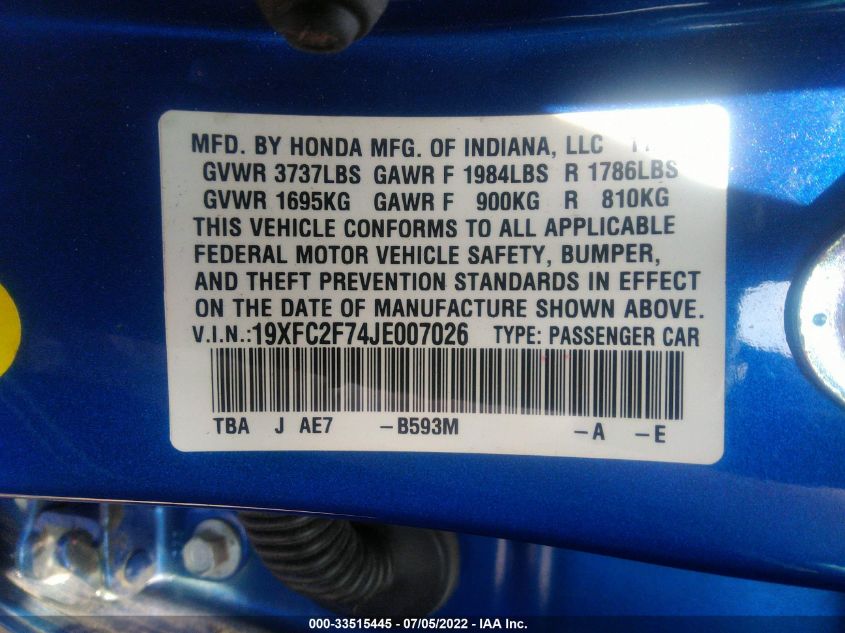 MFD. BY HONDA MFG. OF INDIANA, LLC
GVWR 3737LBS GAWR F 1984LBS R 1786LBS
GVWR 1695KG GAWR F 900KG R 810KG
THIS VEHICLE CONFORMS TO ALL APPLICABLE
FEDERAL MOTOR VEHICLE SAFETY, BUMPER,
AND THEFT PREVENTION STANDARDS IN EFFECT
ON THE DATE OF MANUFACTURE SHOWN ABOVE.
V.I.N.:19XFC2F74JE007026 TYPE: PASSENGER CAR
TBA J AE7 -B593M -A -E
000-33515445 - 07/05/2022 - IAA Inc.